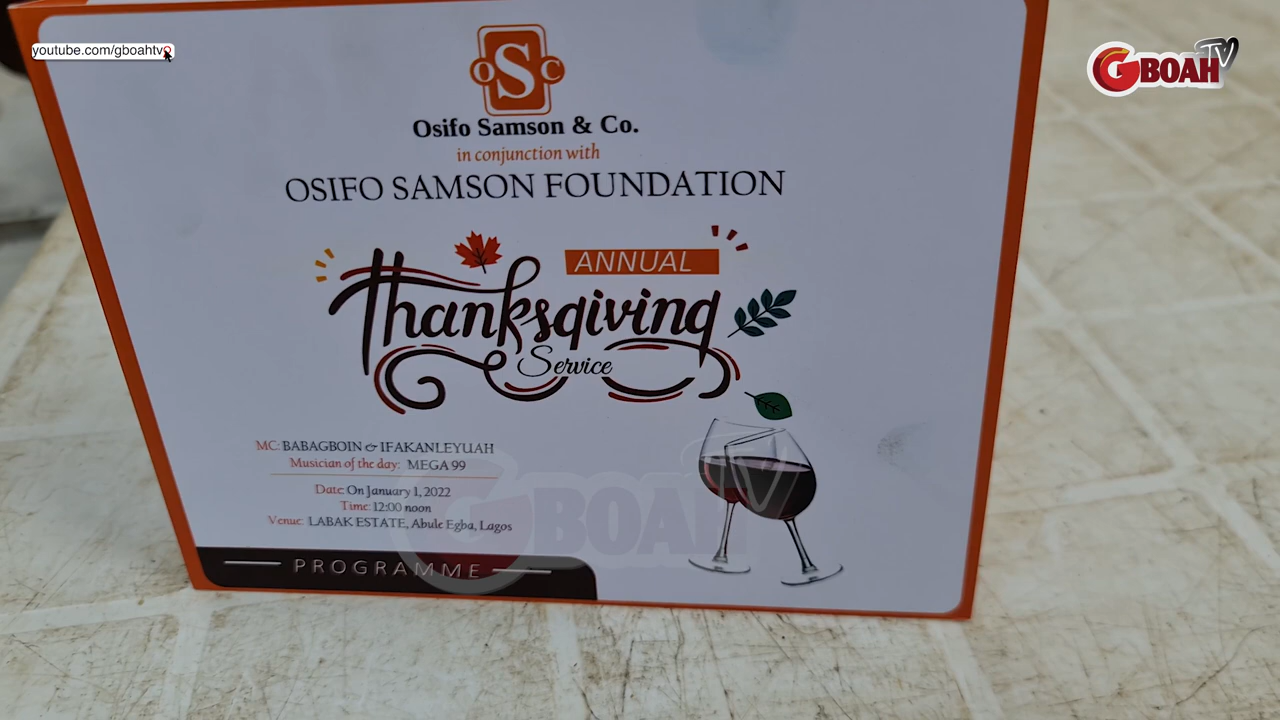 youtube.com/gboahtv
GBOAH TV
OSC
Osifo Samson & Co.
in conjunction with
OSIFO SAMSON FOUNDATION
ANNUAL
Thanksgiving
Service
MC: BABAGBOIN & IFAKANLEYUAH
Musician of the day: MEGA 99
Date: On January 1, 2022
Time: 12:00 noon
Venue: LABAK ESTATE, Abule Egba, Lagos
GBOAH TV
PROGRAMME